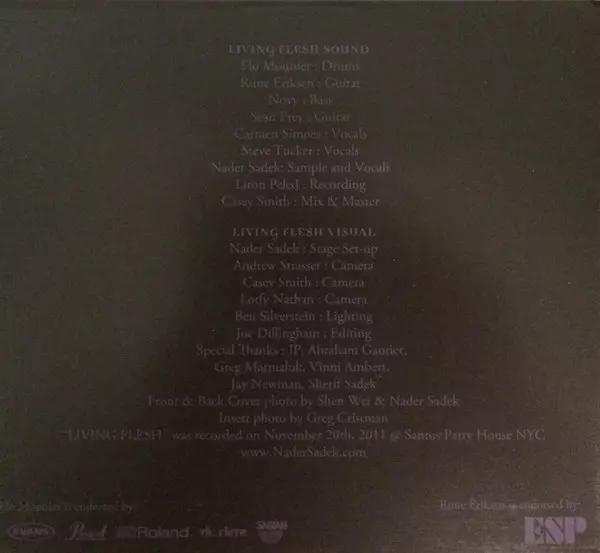 LIVING FLESH SOUND
Flo Mounier : Drums
Rune Eriksen : Guitar
Novy : Bass
Sean Frey : Guitar
Carmen Simoes : Vocals
Steve Tucker : Vocals
Nader Sadek: Sample and Vocals
Liron PeledJ : Recording
Casey Smith : Mix & Master
LIVING FLESH VISUAL
Nader Sadek : Stage Set-up
Andrew Strasser : Camera
Casey Smith : Camera
Lotfy Nathan : Camera
Ben Silverstein : Lighting
Joe Dillingham : Editing
Special Thanks : JP, Abraham Gautier,
Greg Marmaluk, Vinni Ambert,
Jay Newman, Sherif Sadek
Front & Back Cover photo by Shen Wei & Nader Sadek
Insert photo by Greg Cristman
"LIVING FLESH" was recorded on November 20th, 2011 @ Santos Party House NYC
www.NaderSadek.com
Flo Mounier is endorsed by:
Rune Eriksen is endorsed by:
EVANS Pearl Roland SABIAN
ESP